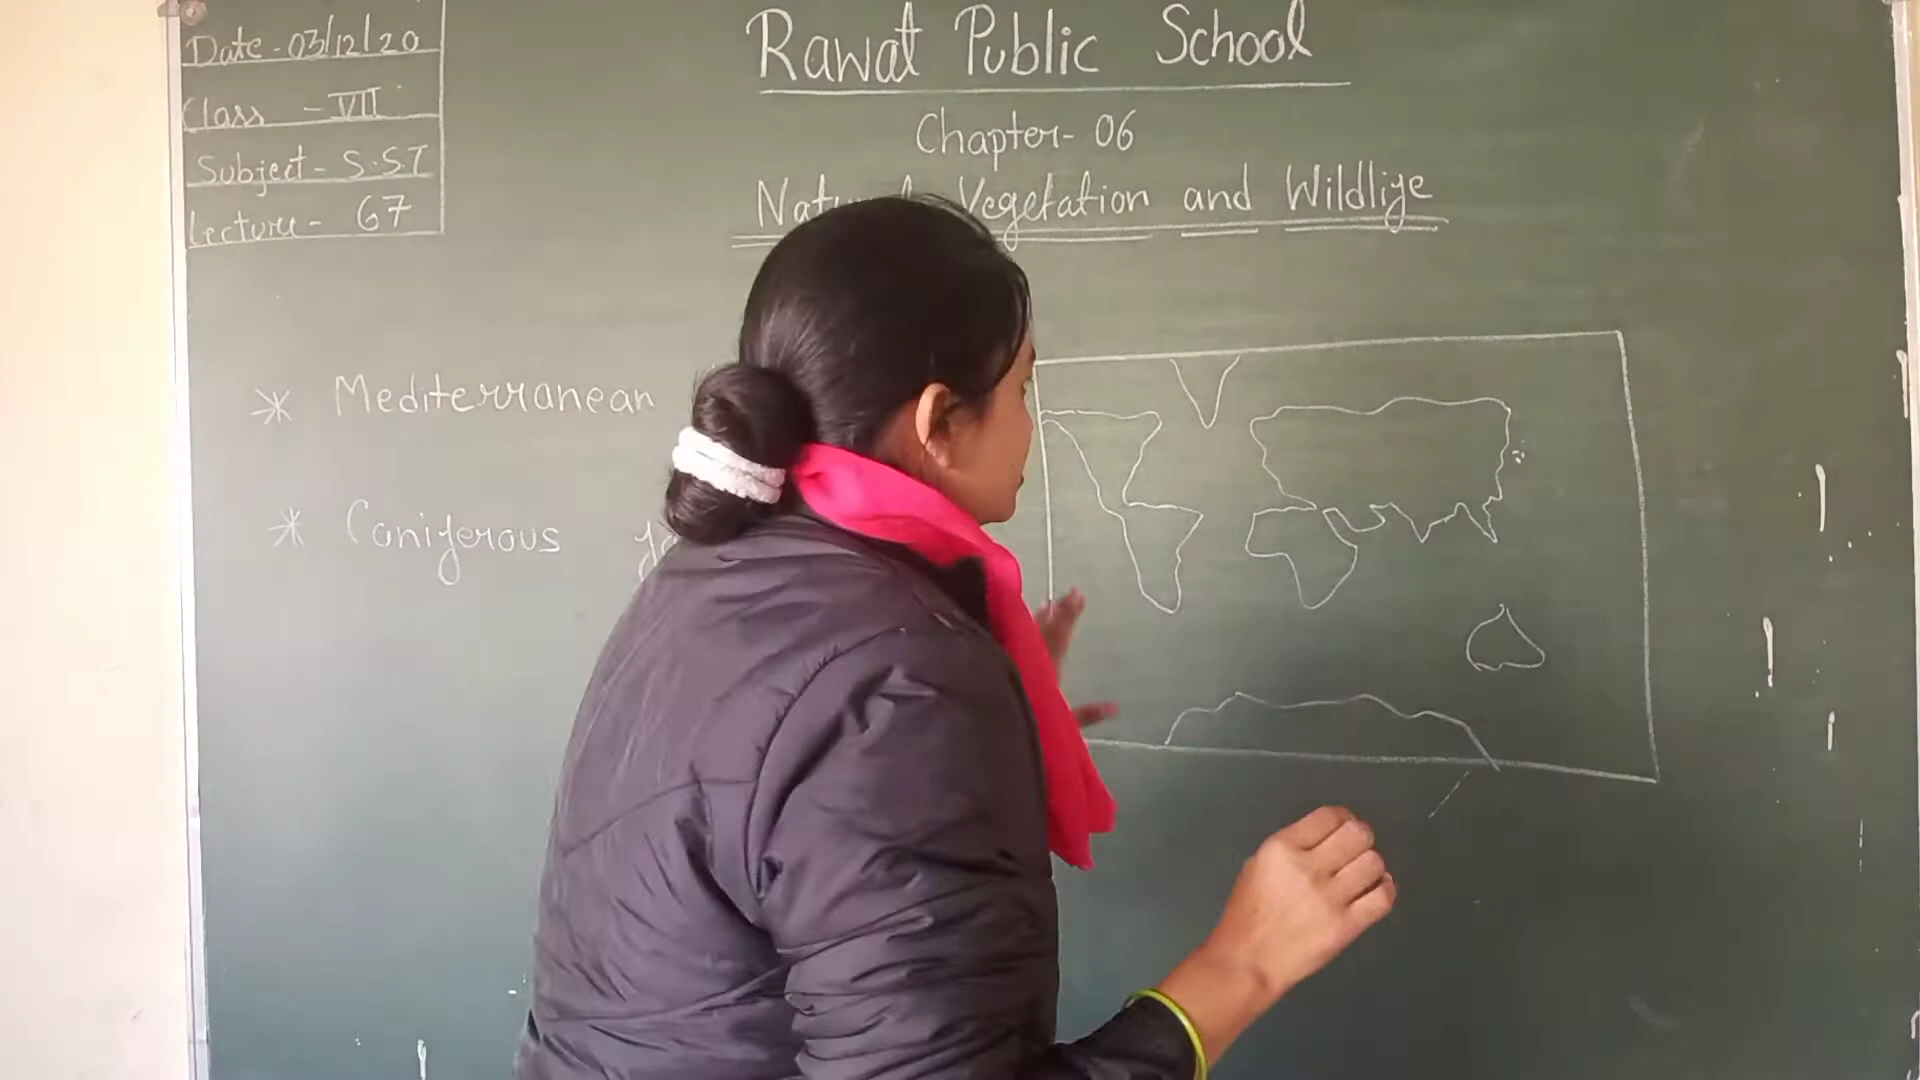 Date - 03/12/20
Class - VII
Subject - S.ST
Lecture - 67
Rawat Public School
Chapter - 06
Vegetation and Wildlife
* Mediterranean
* Coniferous